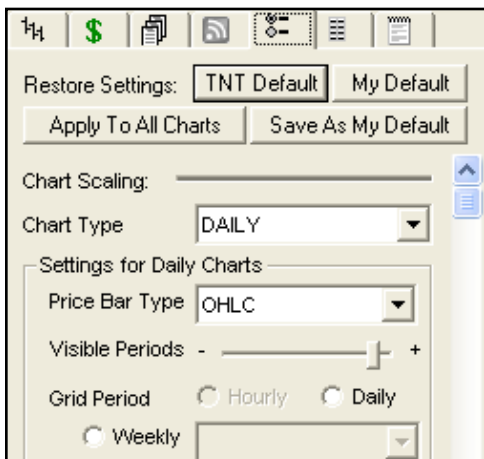 $
Restore Settings: TNT Default My Default
Apply To All Charts Save As My Default
Chart Scaling:
Chart Type DAILY
Settings for Daily Charts
Price Bar Type OHLC
Visible Periods - +
Grid Period Hourly Daily
Weekly